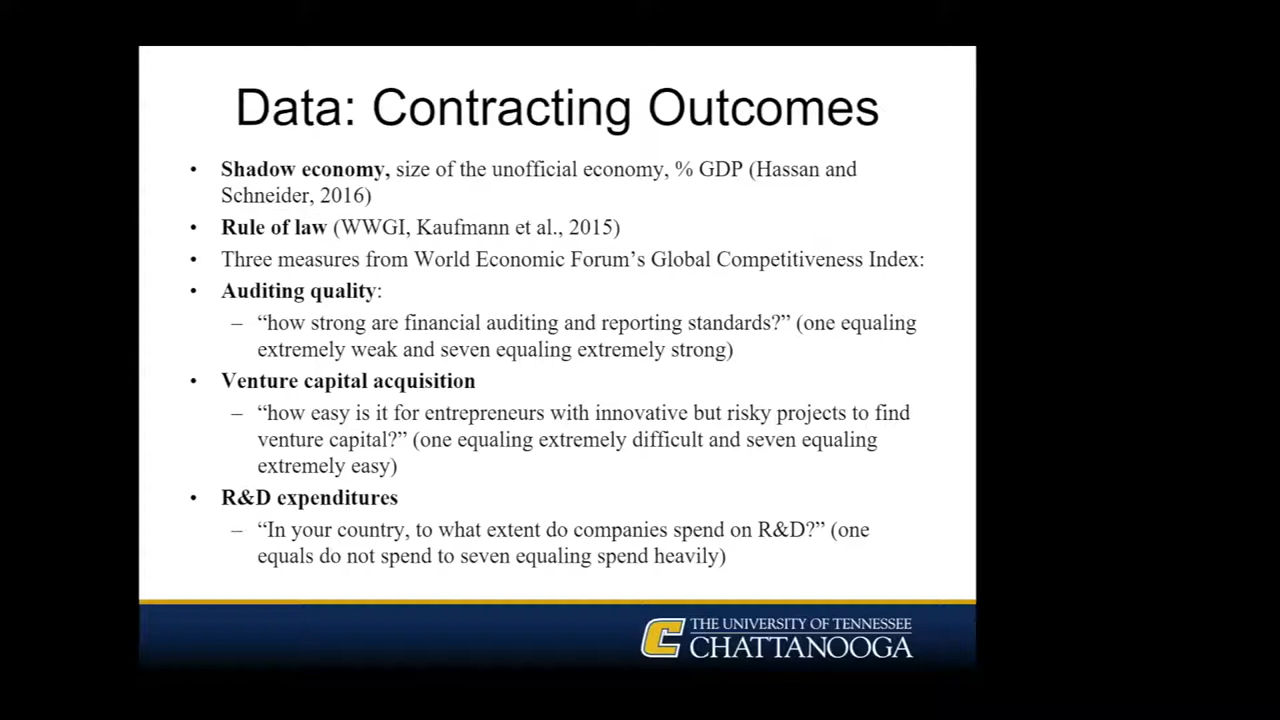 Data: Contracting Outcomes
• Shadow economy, size of the unofficial economy, % GDP (Hassan and
Schneider, 2016)
• Rule of law (WWGI, Kaufmann et al., 2015)
• Three measures from World Economic Forum’s Global Competitiveness Index:
• Auditing quality:
– “how strong are financial auditing and reporting standards?” (one equaling
extremely weak and seven equaling extremely strong)
• Venture capital acquisition
– “how easy is it for entrepreneurs with innovative but risky projects to find
venture capital?” (one equaling extremely difficult and seven equaling
extremely easy)
• R&D expenditures
– “In your country, to what extent do companies spend on R&D?” (one
equals do not spend to seven equaling spend heavily)
C THE UNIVERSITY OF TENNESSEE
CHATTANOOGA